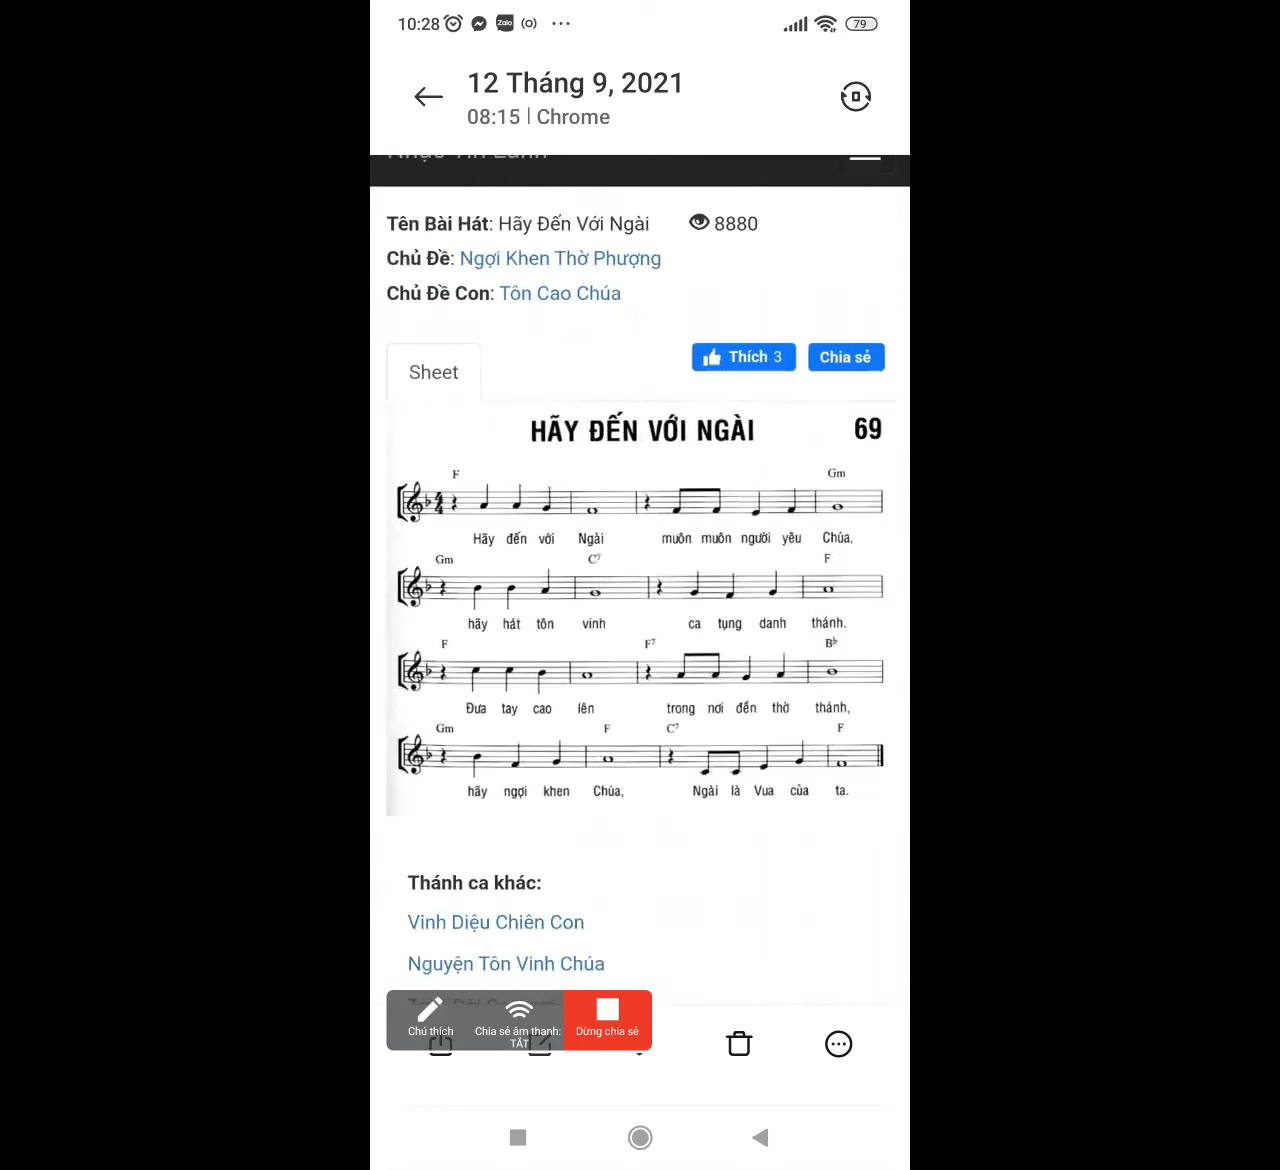 10:28 Zalo 79
12 Tháng 9, 2021
08:15 | Chrome
Tên Bài Hát: Hãy Đến Với Ngài 8880
Chủ Đề: Ngợi Khen Thờ Phượng
Chủ Đề Con: Tôn Cao Chúa
Thích 3 Chia sẻ
Sheet
HÃY ĐẾN VỚI NGÀI 69
F Gm
4
4
Hãy đến với Ngài muôn muôn người yêu Chúa,
Gm C7 F
hãy hát tôn vinh ca tụng danh thánh.
F F7 Bb
Đưa tay cao lên trong nơi đền thờ thánh,
Gm F C7 F
hãy ngợi khen Chúa, Ngài là Vua của ta.
Thánh ca khác:
Vinh Diệu Chiên Con
Nguyện Tôn Vinh Chúa
Chú thích Chia sẻ âm thanh: TẮT Dừng chia sẻ